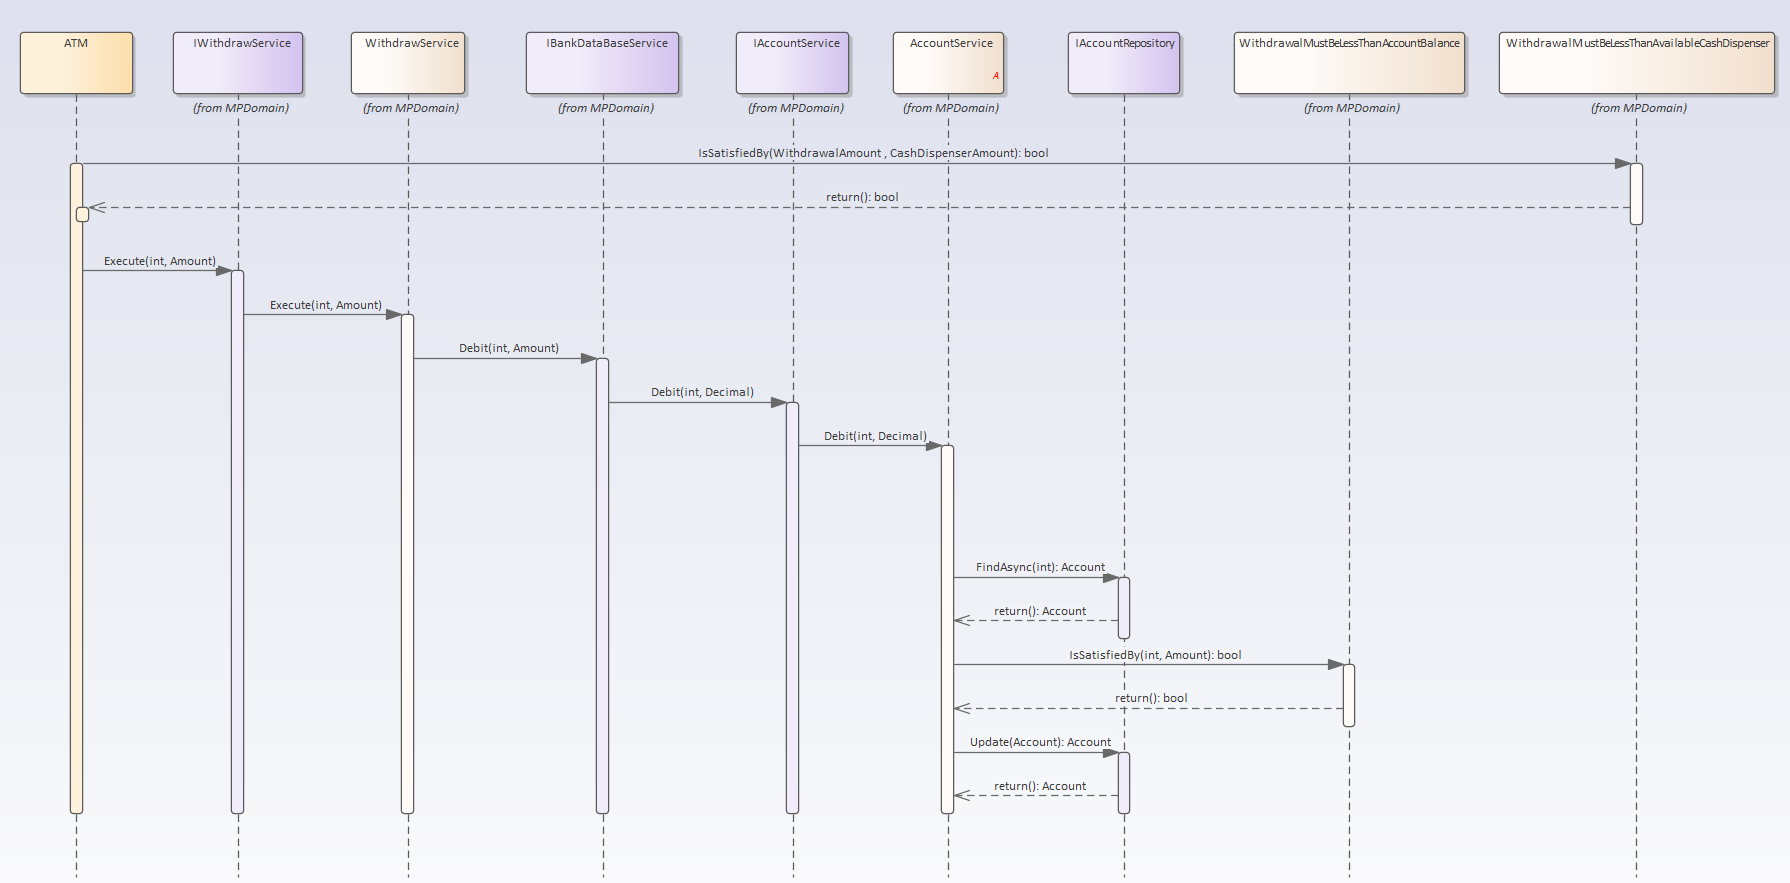 ATM
IWithdrawService
WithdrawService
IBankDataBaseService
IAccountService
AccountService
IAccountRepository
WithdrawalMustBeLessThanAccountBalance
WithdrawalMustBeLessThanAvailableCashDispenser
A
(from MPDomain)
(from MPDomain)
(from MPDomain)
(from MPDomain)
(from MPDomain)
(from MPDomain)
(from MPDomain)
IsSatisfiedBy(WithdrawalAmount , CashDispenserAmount): bool
return(): bool
Execute(int, Amount)
Execute(int, Amount)
Debit(int, Amount)
Debit(int, Decimal)
Debit(int, Decimal)
FindAsync(int): Account
return(): Account
IsSatisfiedBy(int, Amount): bool
return(): bool
Update(Account): Account
return(): Account